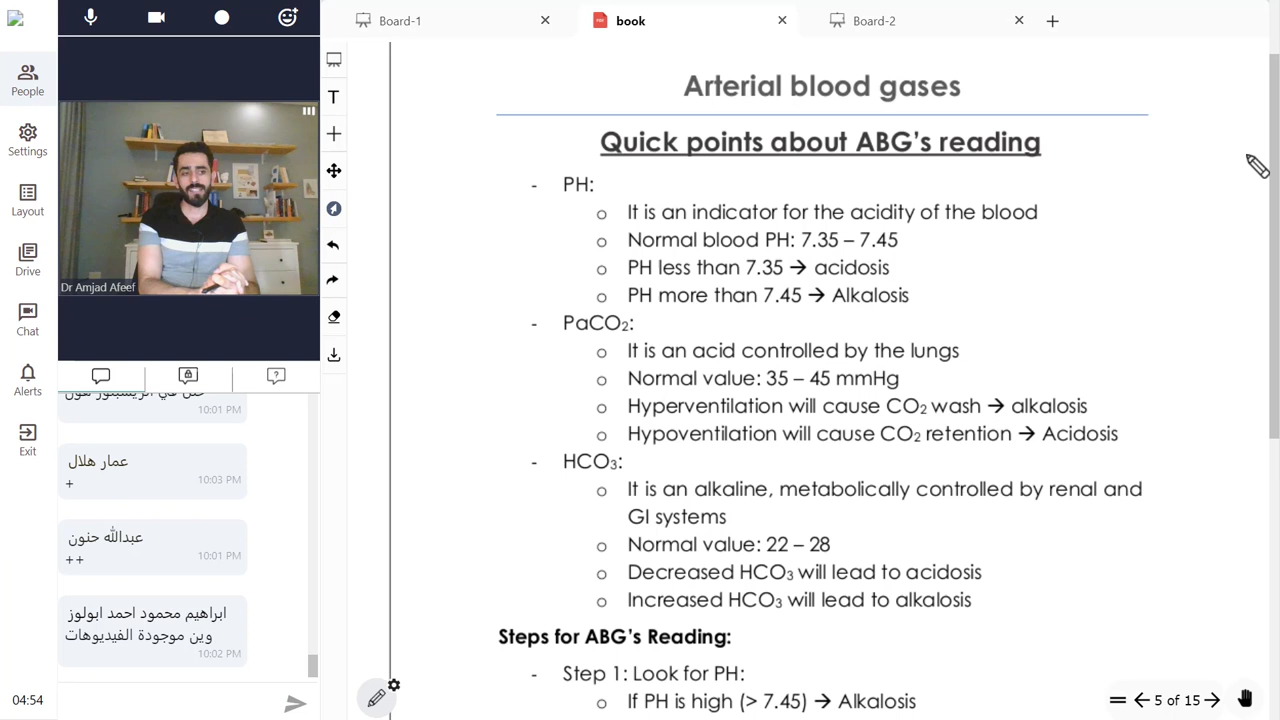 Board-1
book
Board-2
People
Settings
Layout
Drive
Chat
Alerts
Exit
04:54
Dr Amjad Afeef
10:01 PM
عمار هلال
+
10:03 PM
عبدالله حنون
++
10:01 PM
ابراهيم محمود احمد ابولوز
وين موجودة الفيديوهات
10:02 PM
T
Arterial blood gases
Quick points about ABG’s reading
- PH:
o It is an indicator for the acidity of the blood
o Normal blood PH: 7.35 – 7.45
o PH less than 7.35 → acidosis
o PH more than 7.45 → Alkalosis
- PaCO₂:
o It is an acid controlled by the lungs
o Normal value: 35 – 45 mmHg
o Hyperventilation will cause CO₂ wash → alkalosis
o Hypoventilation will cause CO₂ retention → Acidosis
- HCO₃:
o It is an alkaline, metabolically controlled by renal and
GI systems
o Normal value: 22 – 28
o Decreased HCO₃ will lead to acidosis
o Increased HCO₃ will lead to alkalosis
Steps for ABG’s Reading:
- Step 1: Look for PH:
o If PH is high (> 7.45) → Alkalosis
5 of 15